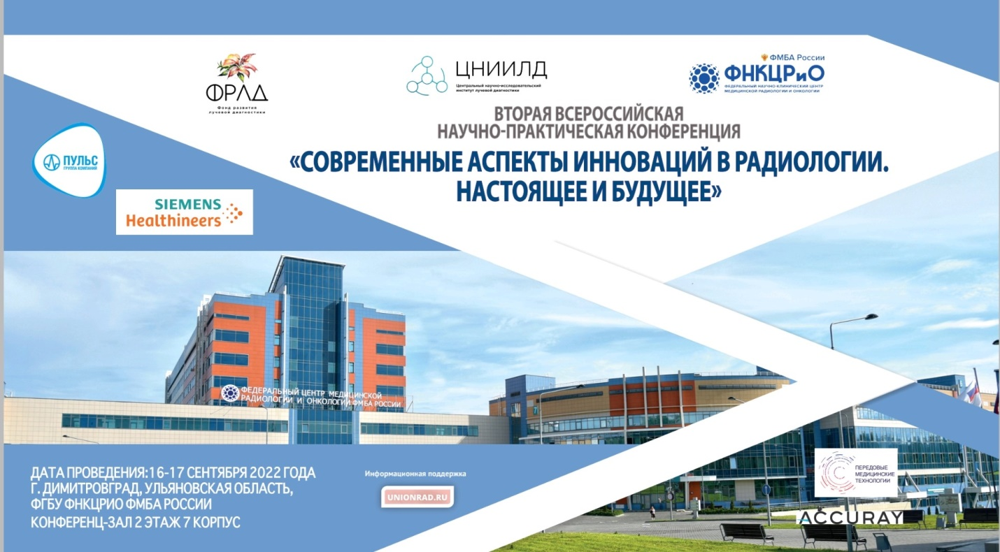 ФРЛД
Фонд развития
лучевой диагностики
ЦНИИЛД
Центральный научно-исследовательский
институт лучевой диагностики
ФМБА России
ФНКЦРиО
ФЕДЕРАЛЬНЫЙ НАУЧНО-КЛИНИЧЕСКИЙ ЦЕНТР
МЕДИЦИНСКОЙ РАДИОЛОГИИ И ОНКОЛОГИИ
ВТОРАЯ ВСЕРОССИЙСКАЯ
НАУЧНО-ПРАКТИЧЕСКАЯ КОНФЕРЕНЦИЯ
«СОВРЕМЕННЫЕ АСПЕКТЫ ИННОВАЦИЙ В РАДИОЛОГИИ.
НАСТОЯЩЕЕ И БУДУЩЕЕ»
ПУЛЬС
ГРУППА КОМПАНИЙ
SIEMENS
Healthineers
ФЕДЕРАЛЬНЫЙ ЦЕНТР МЕДИЦИНСКОЙ
РАДИОЛОГИИ И ОНКОЛОГИИ ФМБА РОССИИ
7
ДАТА ПРОВЕДЕНИЯ:16-17 СЕНТЯБРЯ 2022 ГОДА
Г. ДИМИТРОВГРАД, УЛЬЯНОВСКАЯ ОБЛАСТЬ,
ФГБУ ФНКЦРИО ФМБА РОССИИ
КОНФЕРЕНЦ-ЗАЛ 2 ЭТАЖ 7 КОРПУС
Информационная поддержка
UNIONRAD.RU
ПЕРЕДОВЫЕ
МЕДИЦИНСКИЕ
ТЕХНОЛОГИИ
ACCURAY